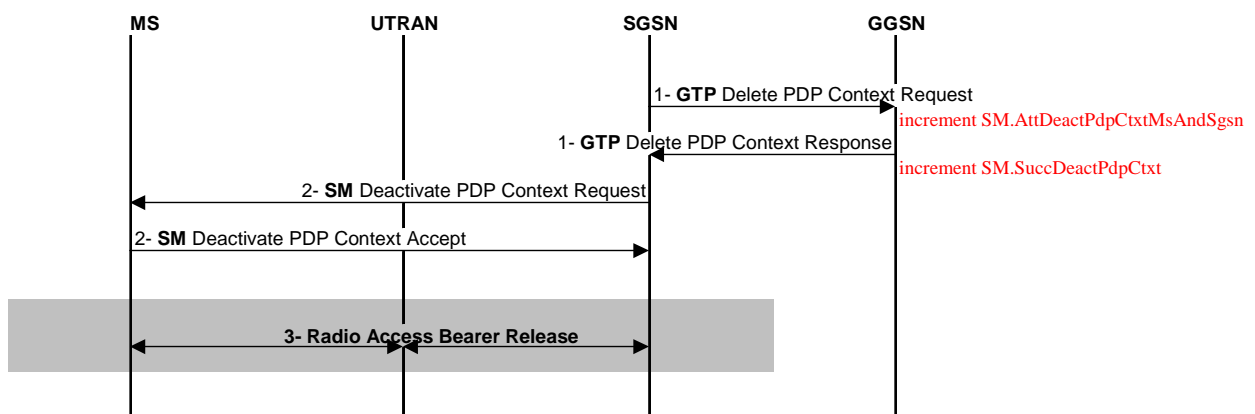 MS UTRAN SGSN GGSN
1- GTP Delete PDP Context Request
increment SM.AttDeactPdpCtxtMsAndSgsn
1- GTP Delete PDP Context Response
increment SM.SuccDeactPdpCtxt
2- SM Deactivate PDP Context Request
2- SM Deactivate PDP Context Accept
3- Radio Access Bearer Release